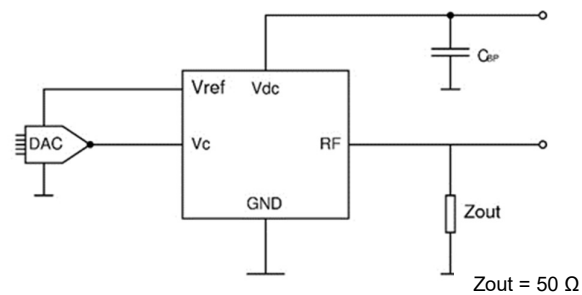 Vref
Vdc
CBP
DAC
Vc
RF
GND
Zout
Zout = 50 Ω